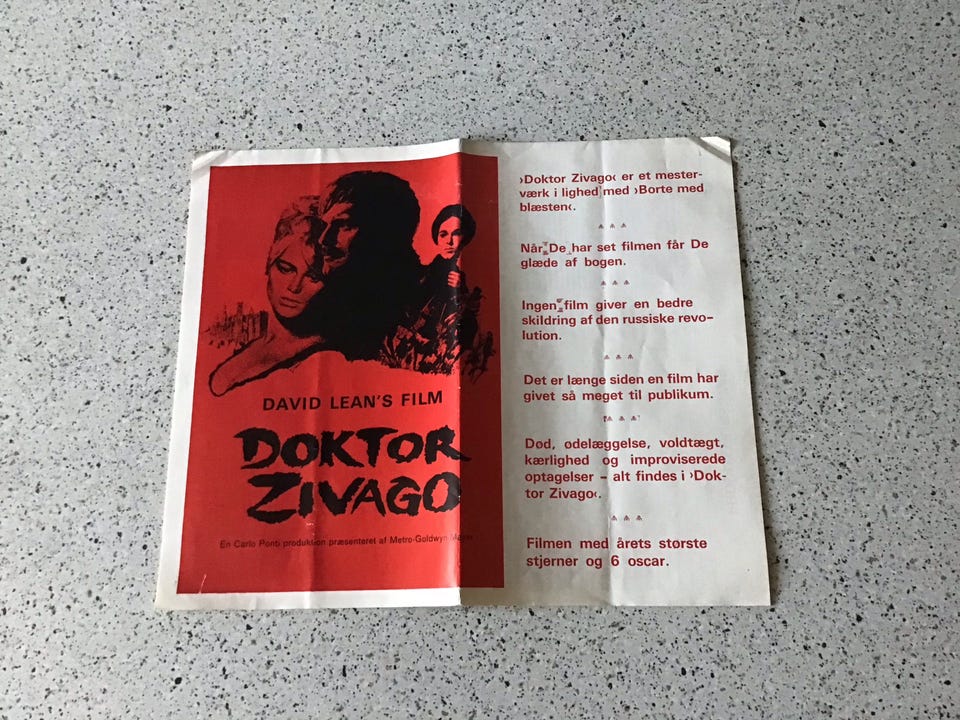 DAVID LEAN'S FILM
DOKTOR
ZIVAGO
En Carlo Ponti produktion præsenteret af Metro-Goldwyn-Mayer
›Doktor Zivago‹ er et mester-
værk i lighed med ›Borte med
blæsten‹.
Når De har set filmen får De
glæde af bogen.
Ingen film giver en bedre
skildring af den russiske revo-
lution.
Det er længe siden en film har
givet så meget til publikum.
Død, ødelæggelse, voldtægt,
kærlighed og improviserede
optagelser – alt findes i ›Dok-
tor Zivago‹.
Filmen med årets største
stjerner og 6 oscar.